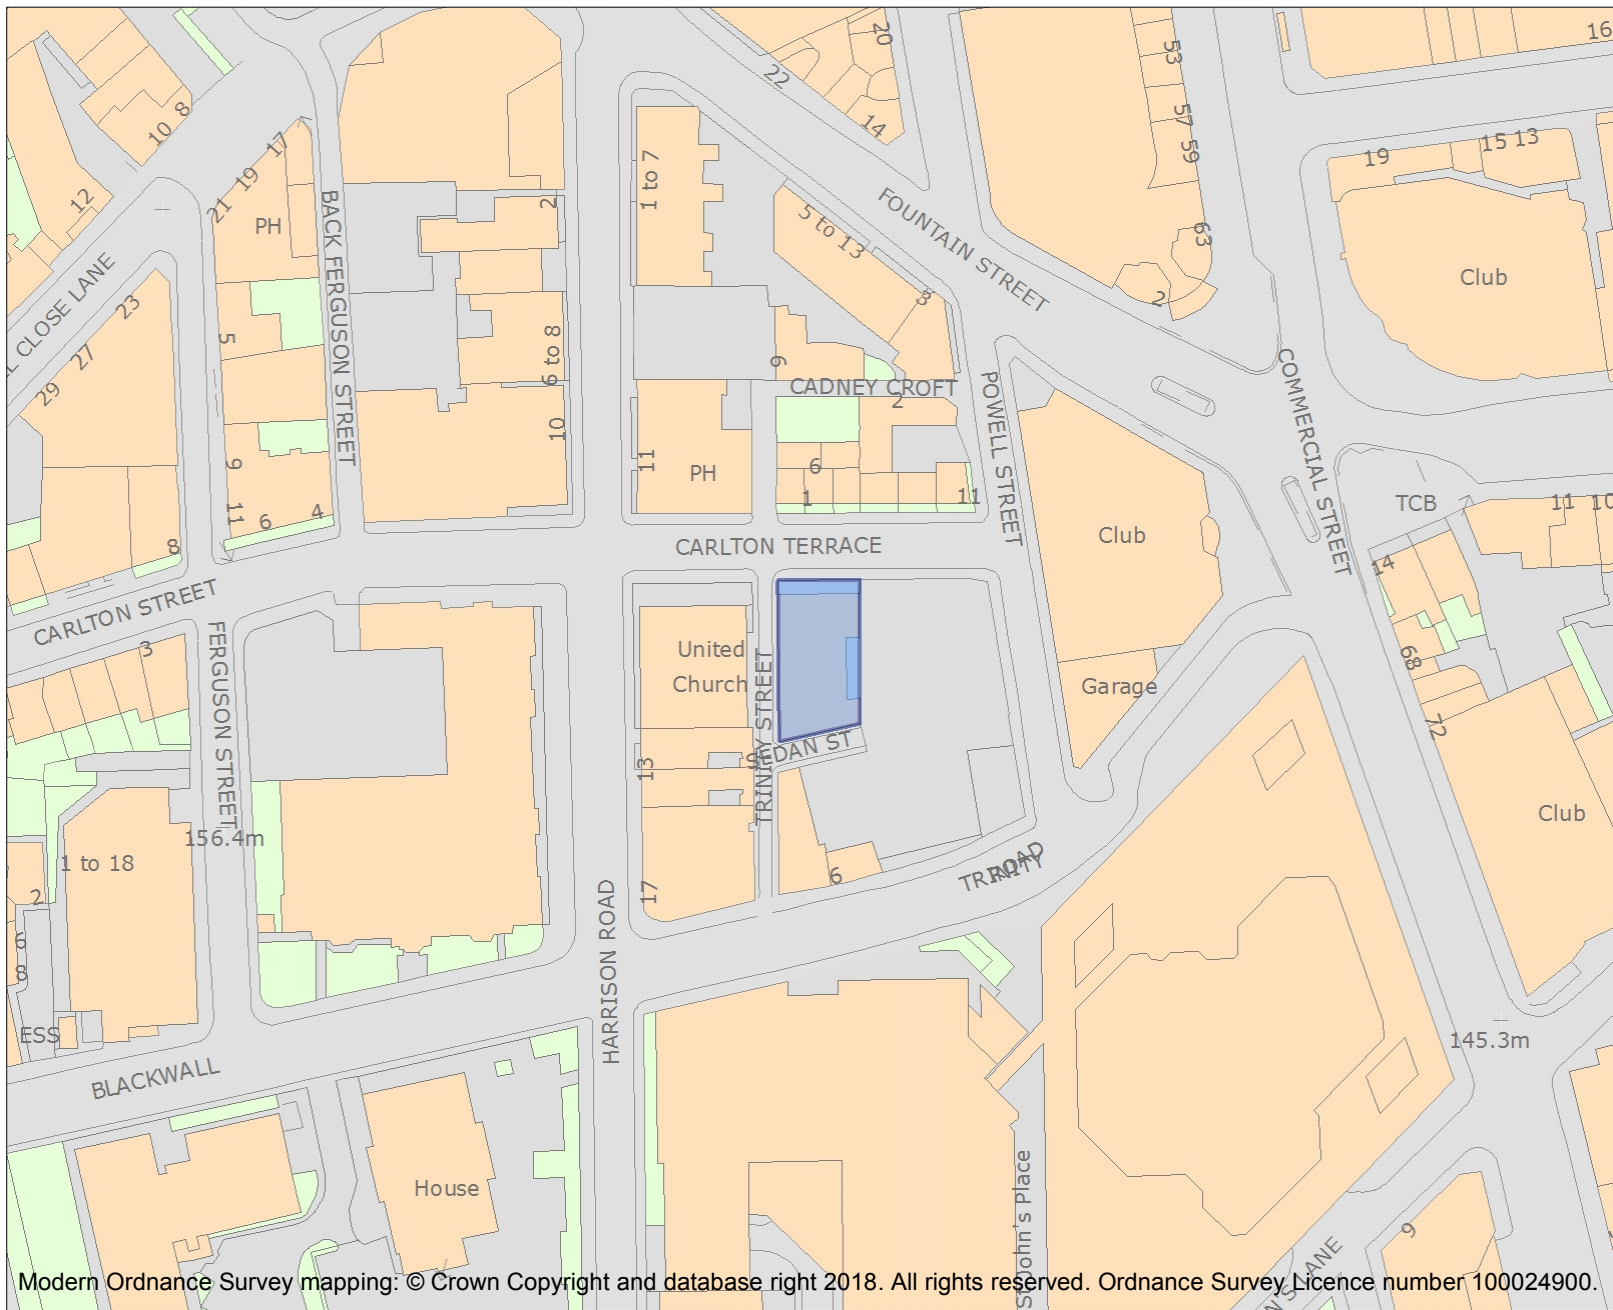 20
53
16
22
8
10
14
57
59
15 13
19
17
19
21
12
PH
BACK FERGUSON STREET
2
1 to 7
5 to 13
FOUNTAIN STREET
63
Club
2
L CLOSE LANE
23
27
29
5
6 to 8
3
9
CADNEY CROFT
2
POWELL STREET
COMMERCIAL STREET
10
11
PH
6
1
11
9
11
6
4
8
TCB
11
10
Club
14
CARLTON TERRACE
CARLTON STREET
3
FERGUSON STREET
United
Church
TRINITY STREET
Garage
68
72
13
SEDAN ST
Club
156.4m
1 to 18
2
6
8
17
6
TRINITY
ROAD
HARRISON ROAD
ESS
BLACKWALL
145.3m
House
St John's Place
9
N'S LANE
Modern Ordnance Survey mapping: © Crown Copyright and database right 2018. All rights reserved. Ordnance Survey Licence number 100024900.